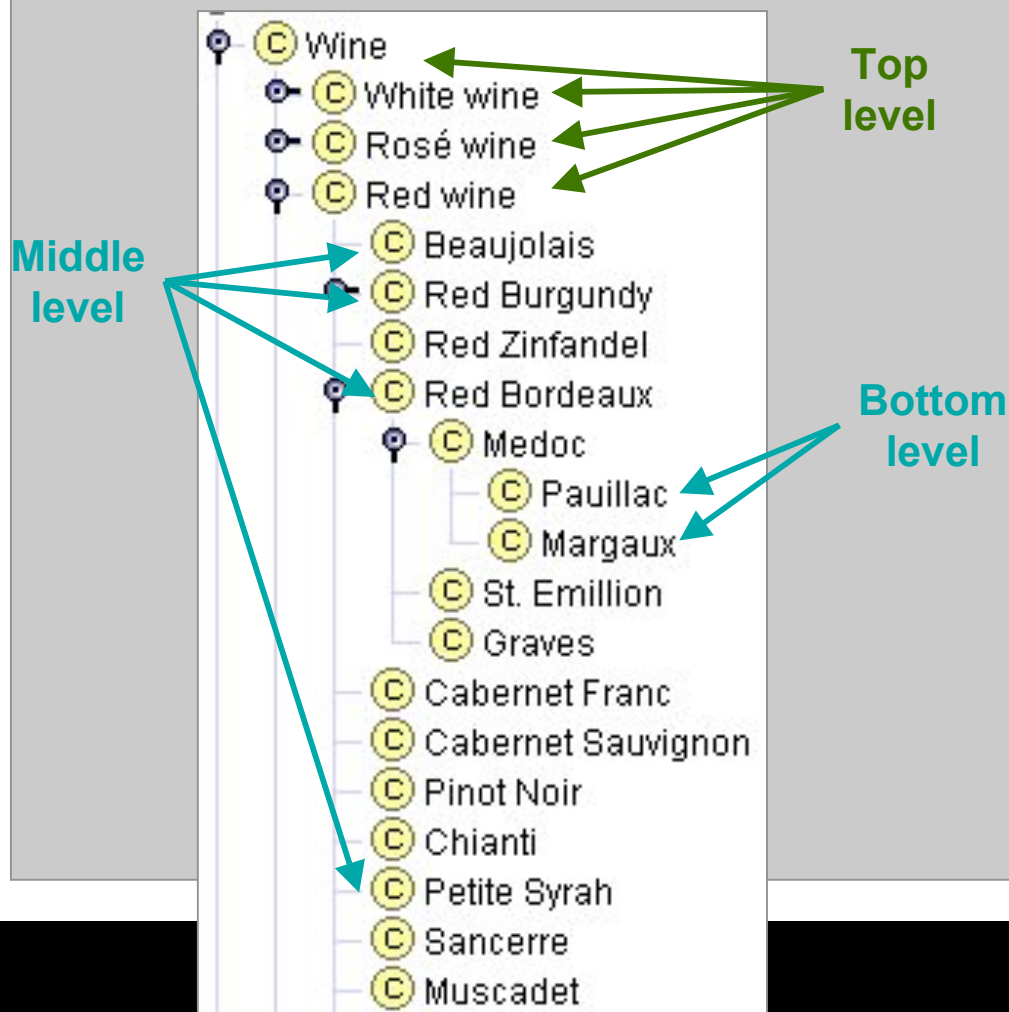 C Wine
C White wine
C Rosé wine
C Red wine
C Beaujolais
C Red Burgundy
C Red Zinfandel
C Red Bordeaux
C Medoc
C Pauillac
C Margaux
C St. Emillion
C Graves
C Cabernet Franc
C Cabernet Sauvignon
C Pinot Noir
C Chianti
C Petite Syrah
C Sancerre
C Muscadet
Top
level
Middle
level
Bottom
level